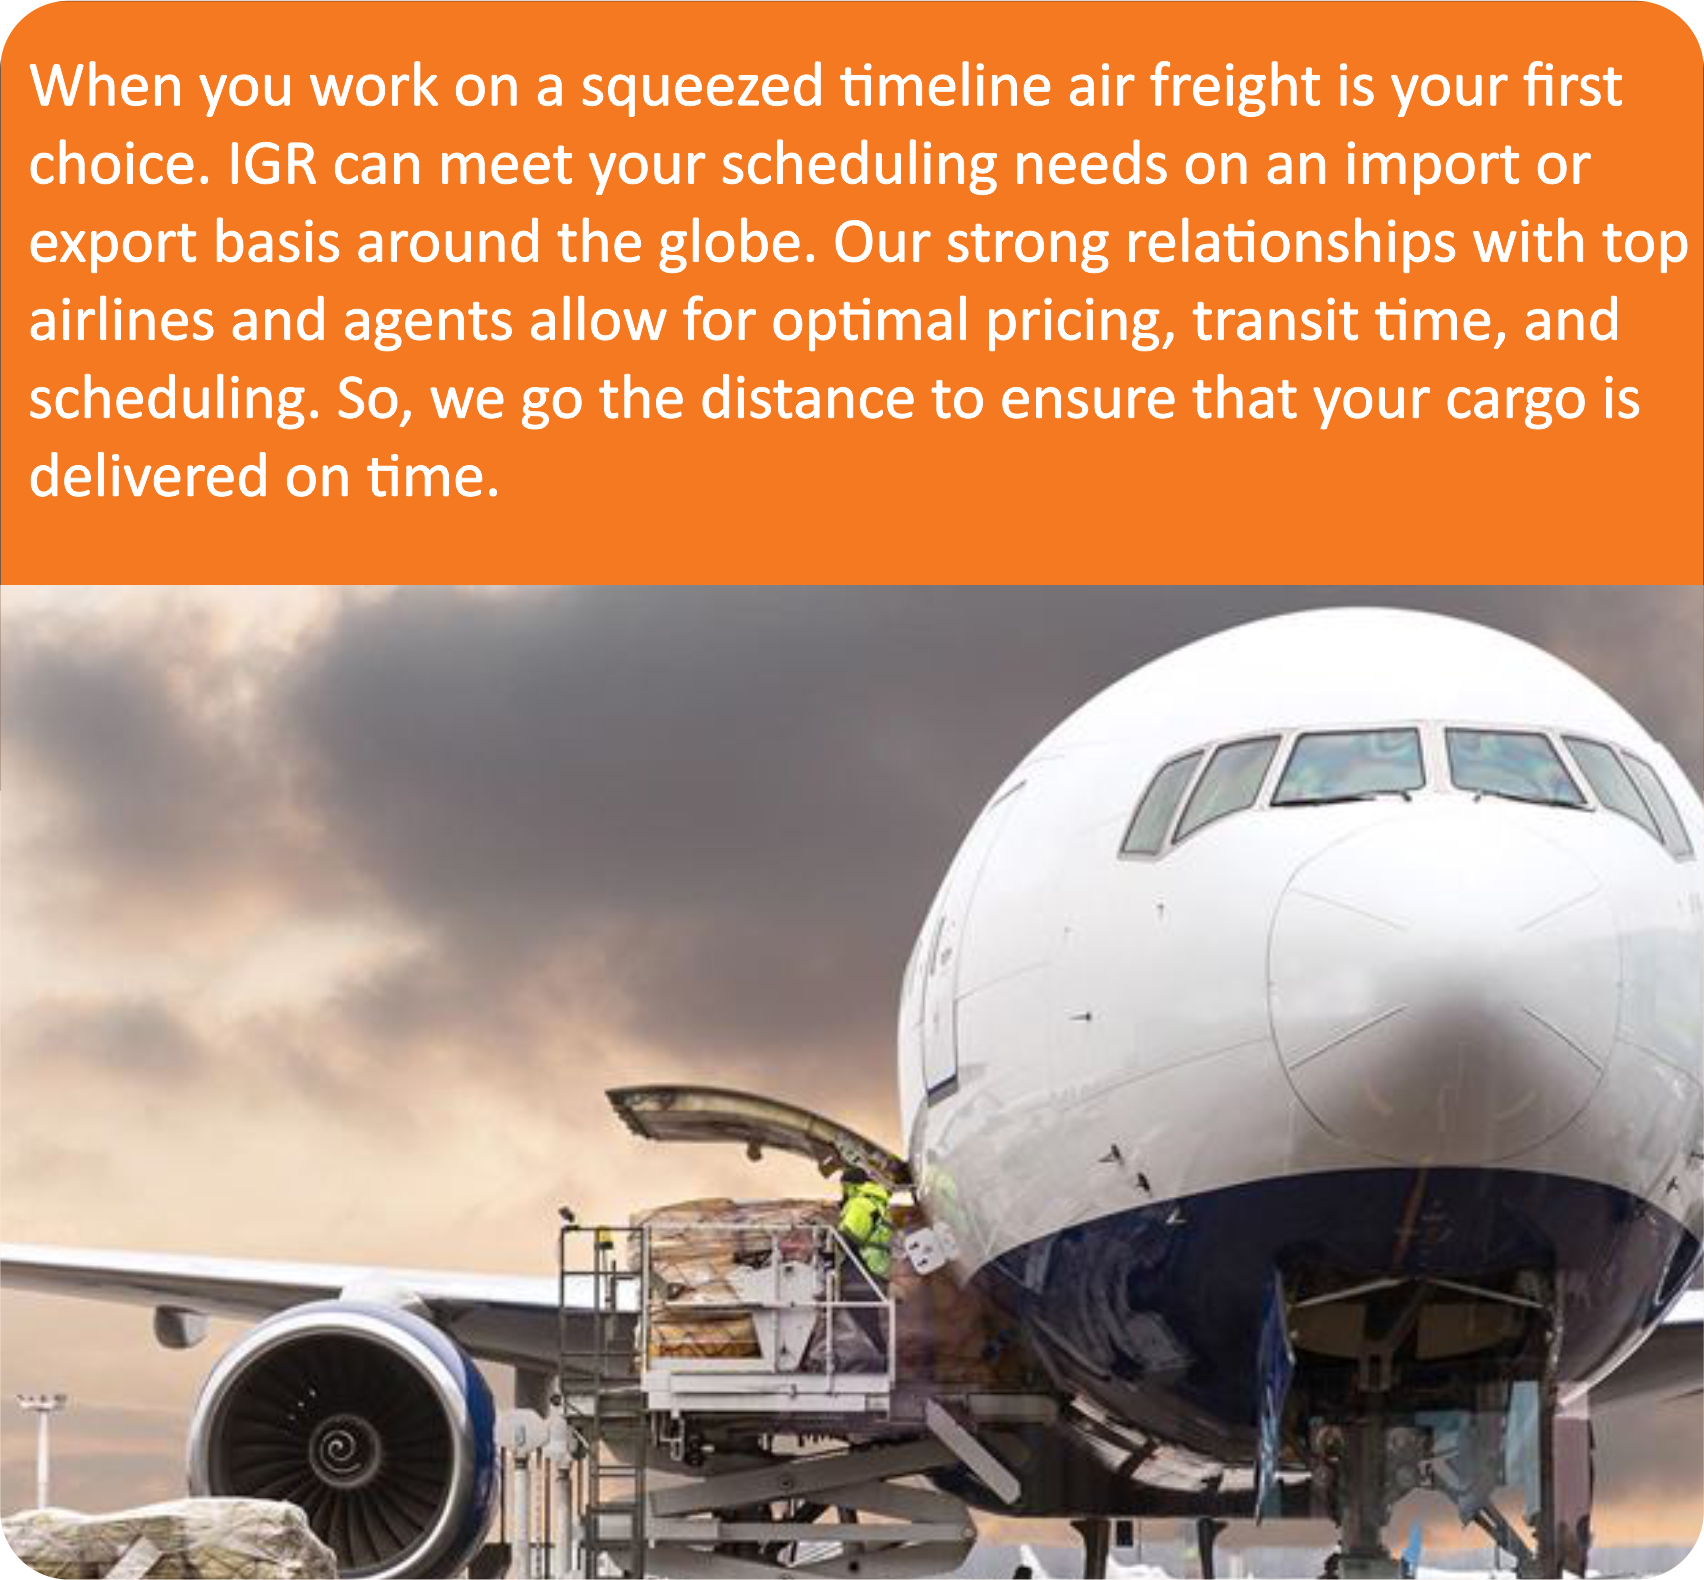 When you work on a squeezed timeline air freight is your first
choice. IGR can meet your scheduling needs on an import or
export basis around the globe. Our strong relationships with top
airlines and agents allow for optimal pricing, transit time, and
scheduling. So, we go the distance to ensure that your cargo is
delivered on time.